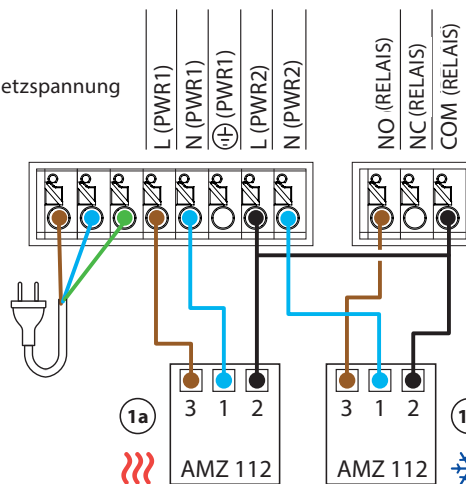 etzspannung
L (PWR1)
N (PWR1)
(PWR1)
L (PWR2)
N (PWR2)
NO (RELAIS)
NC (RELAIS)
COM (RELAIS)
1a
3 1 2
AMZ 112
3 1 2
AMZ 112
1